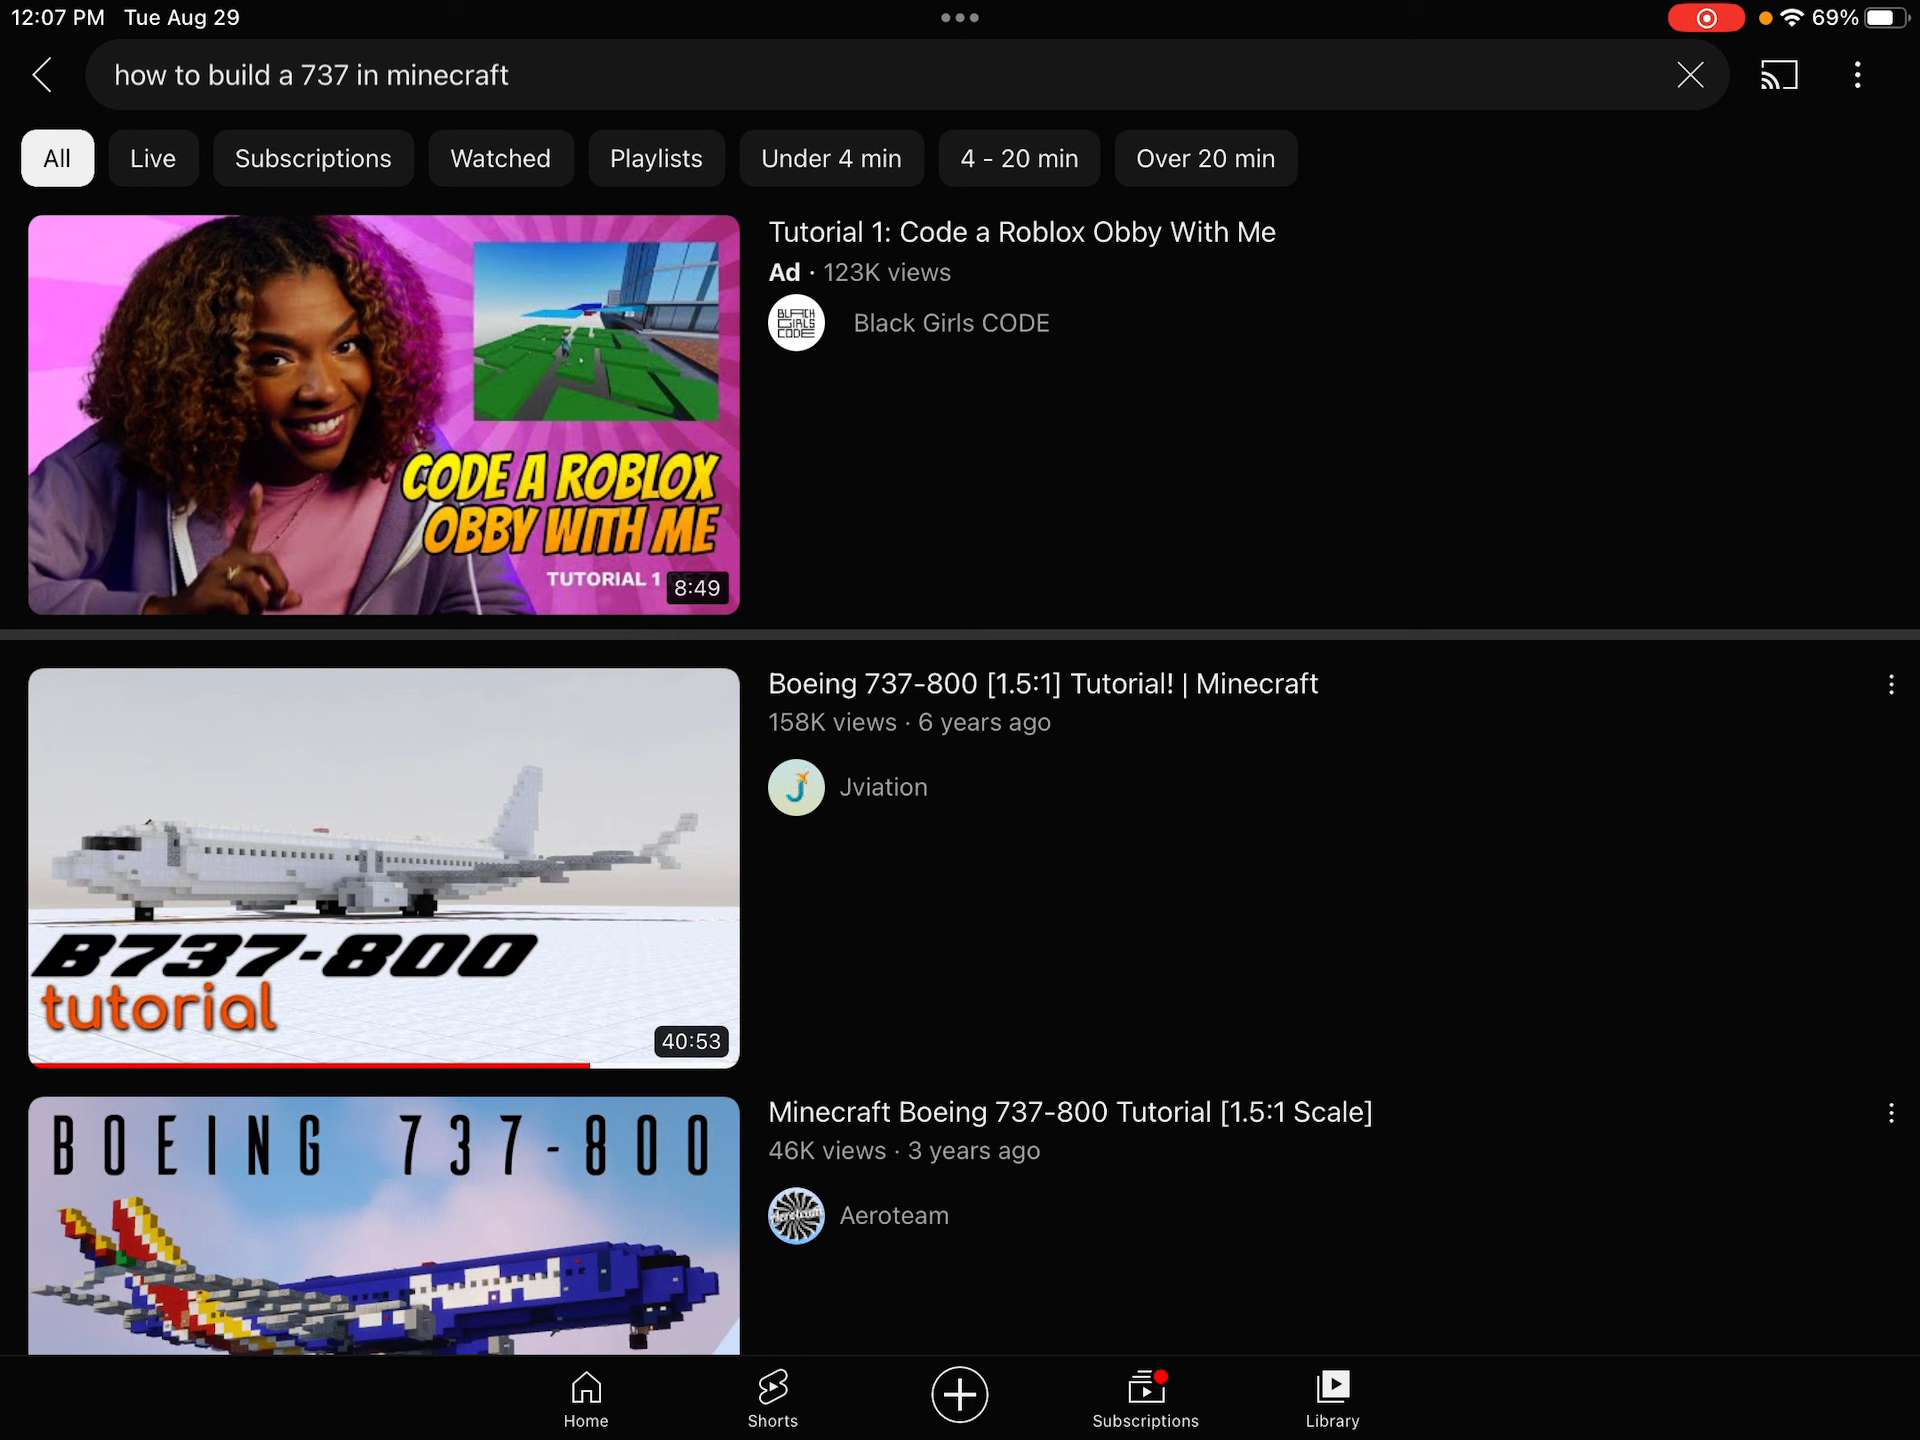 12:07 PM Tue Aug 29
69%
how to build a 737 in minecraft
All
Live
Subscriptions
Watched
Playlists
Under 4 min
4 - 20 min
Over 20 min
CODE A ROBLOX
OBBY WITH ME
TUTORIAL 1
8:49
Tutorial 1: Code a Roblox Obby With Me
Ad · 123K views
BLACK
GIRLS
CODE
Black Girls CODE
B737-800
tutorial
40:53
Boeing 737-800 [1.5:1] Tutorial! | Minecraft
158K views · 6 years ago
J
Jviation
BOEING 737-800
Minecraft Boeing 737-800 Tutorial [1.5:1 Scale]
46K views · 3 years ago
Aeroteam
Home
Shorts
Subscriptions
Library